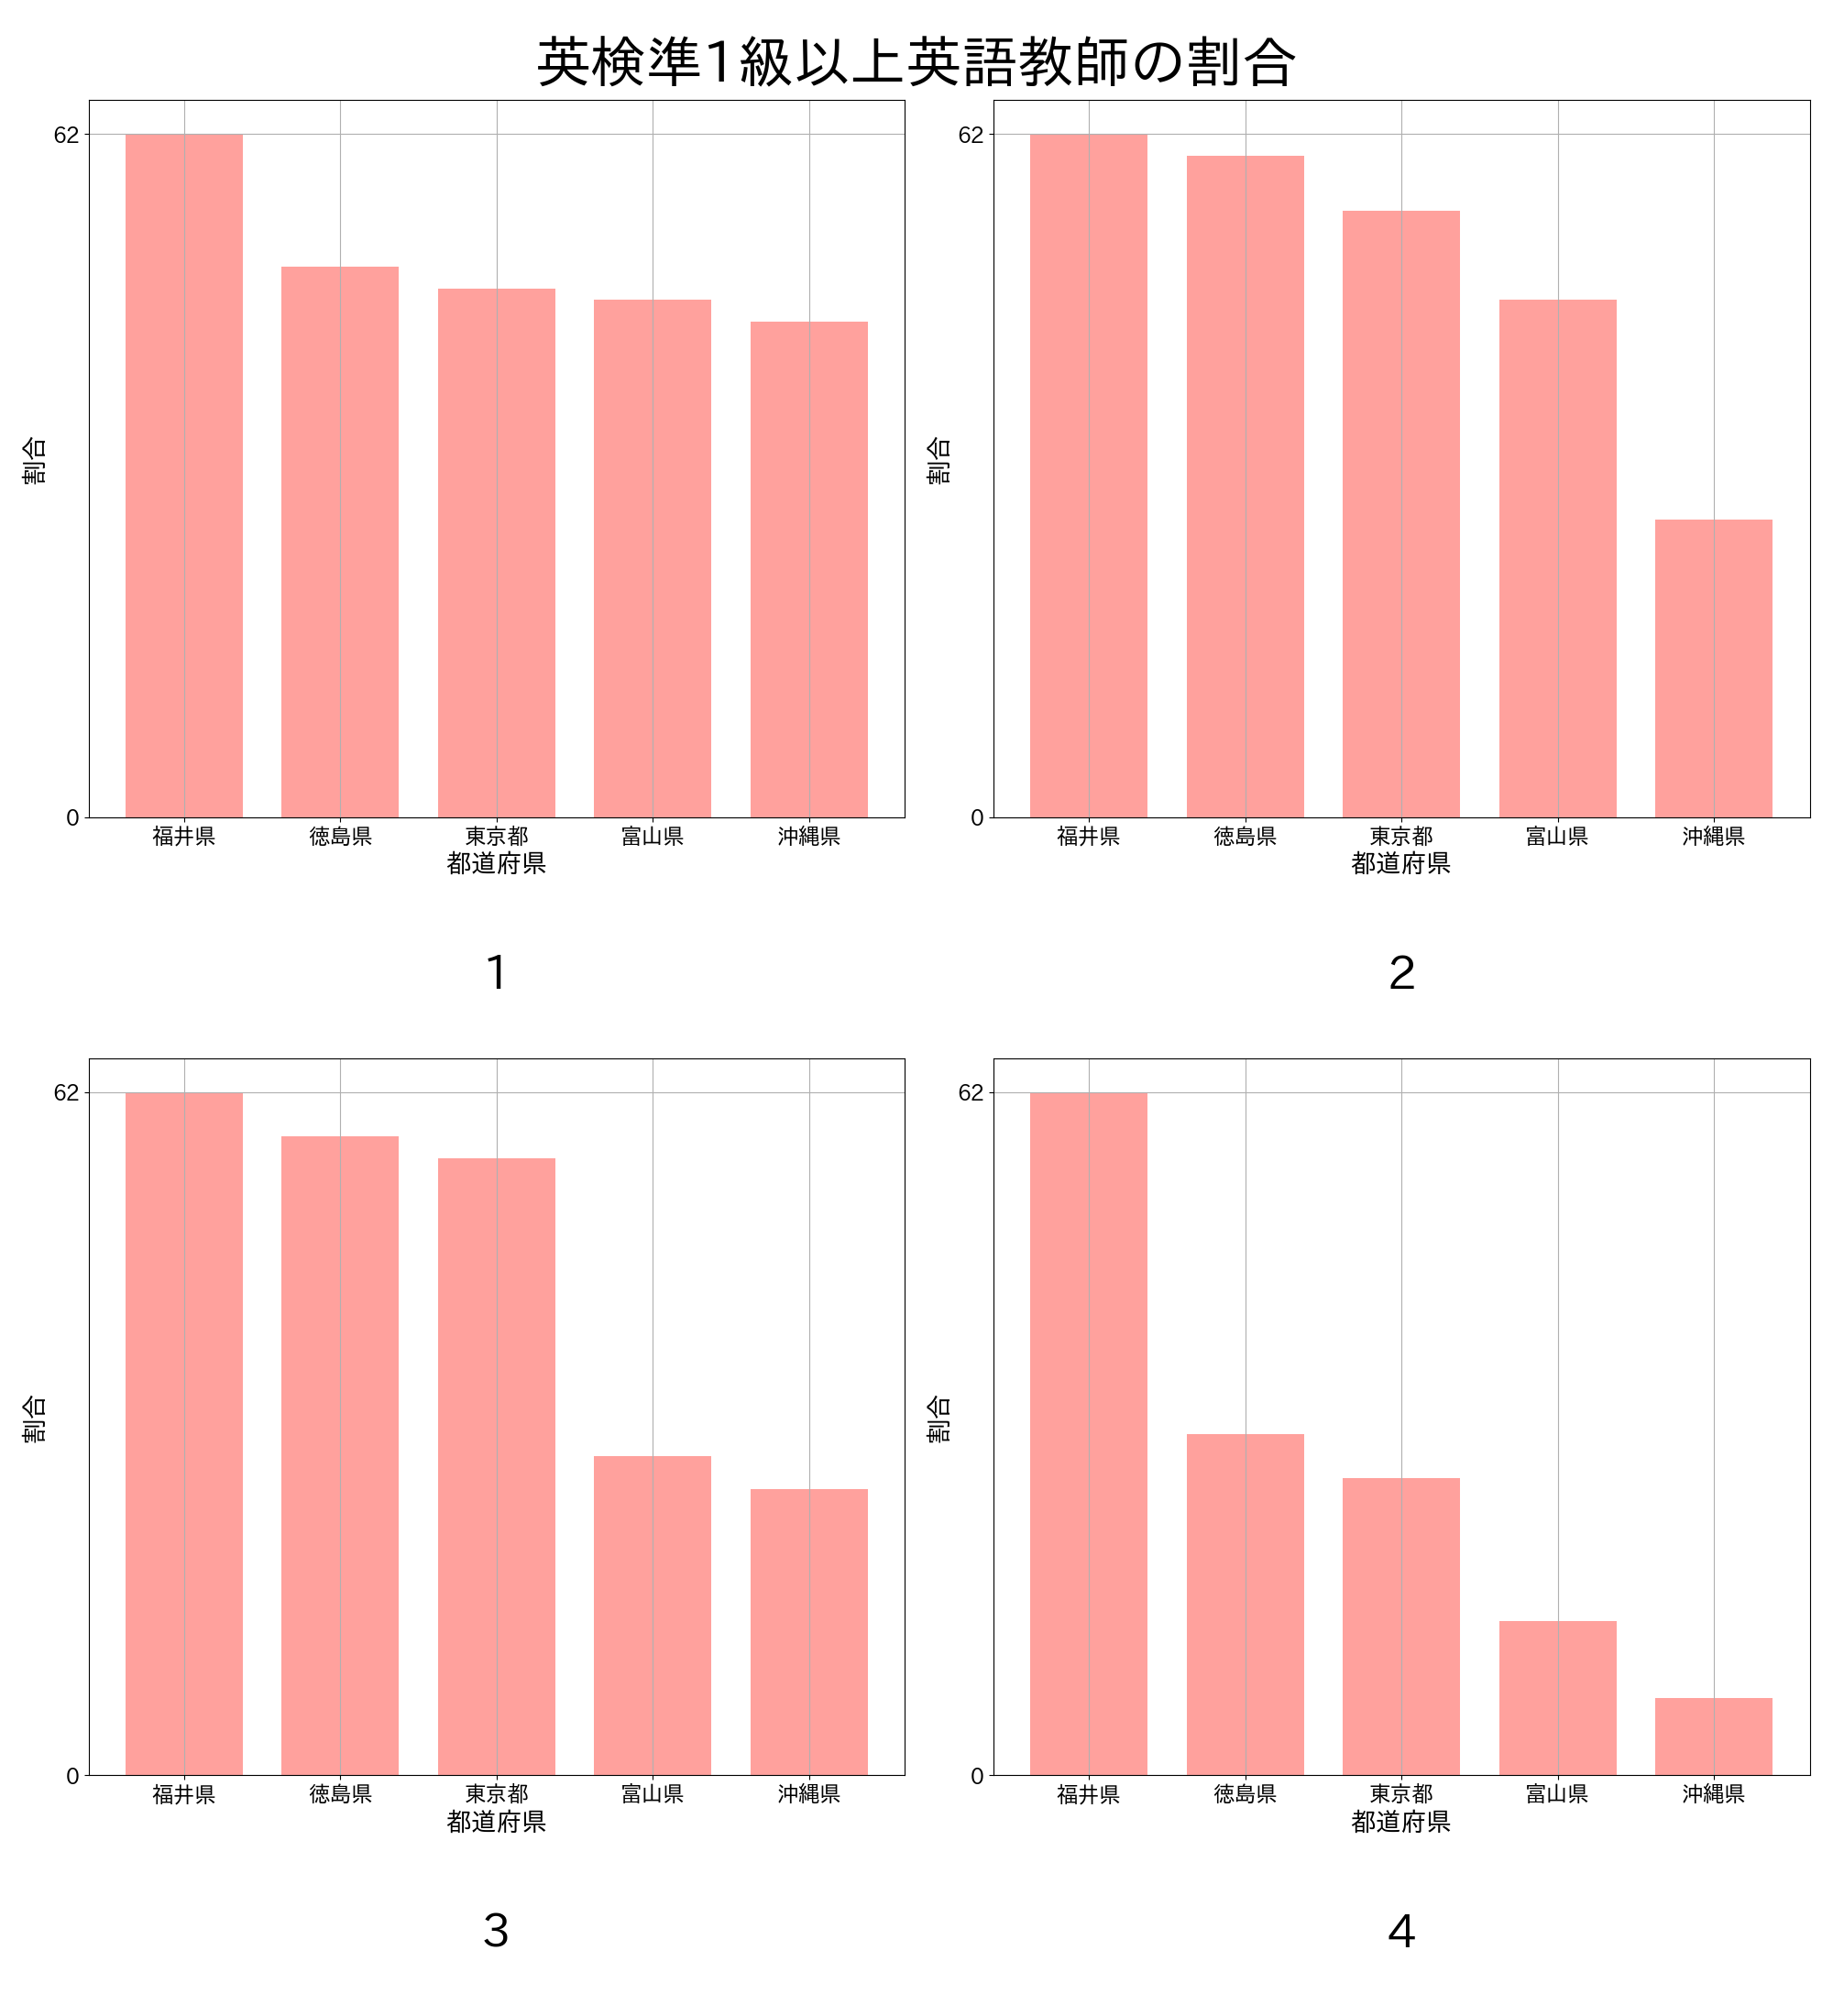 英検準1級以上英語教師の割合
62
0
割合
福井県 徳島県 東京都 富山県 沖縄県
都道府県
1
62
0
割合
福井県 徳島県 東京都 富山県 沖縄県
都道府県
2
62
0
割合
福井県 徳島県 東京都 富山県 沖縄県
都道府県
3
62
0
割合
福井県 徳島県 東京都 富山県 沖縄県
都道府県
4